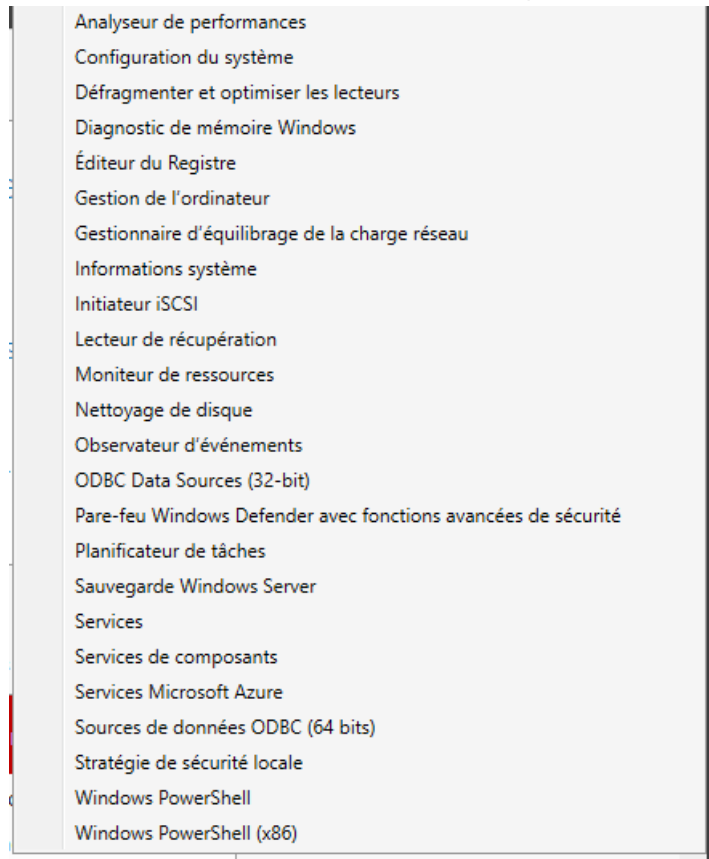 Analyseur de performances
Configuration du système
Défragmenter et optimiser les lecteurs
Diagnostic de mémoire Windows
Éditeur du Registre
Gestion de l'ordinateur
Gestionnaire d'équilibrage de la charge réseau
Informations système
Initiateur iSCSI
Lecteur de récupération
Moniteur de ressources
Nettoyage de disque
Observateur d'événements
ODBC Data Sources (32-bit)
Pare-feu Windows Defender avec fonctions avancées de sécurité
Planificateur de tâches
Sauvegarde Windows Server
Services
Services de composants
Services Microsoft Azure
Sources de données ODBC (64 bits)
Stratégie de sécurité locale
Windows PowerShell
Windows PowerShell (x86)